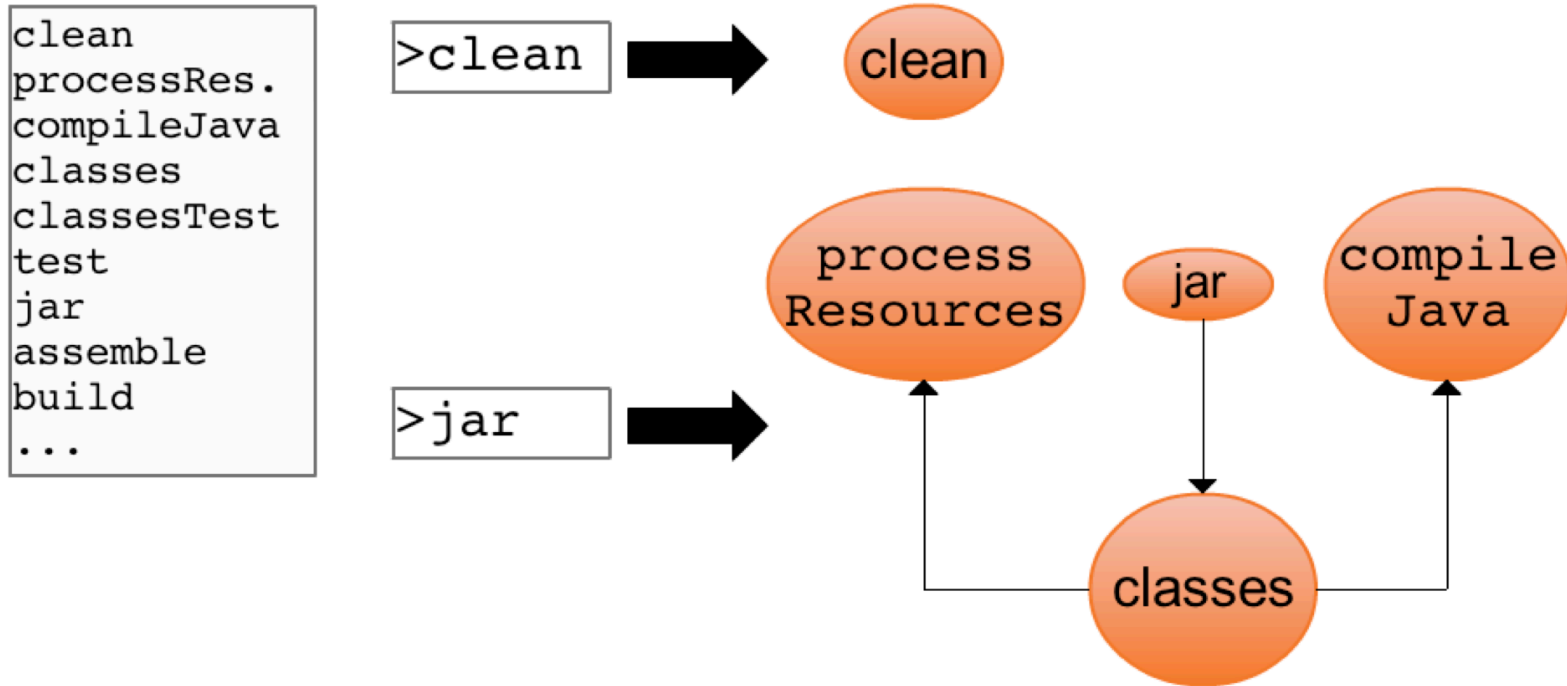 clean
processRes.
compileJava
classes
classesTest
test
jar
assemble
build
...
>clean
clean
>jar
process
Resources
jar
compile
Java
classes